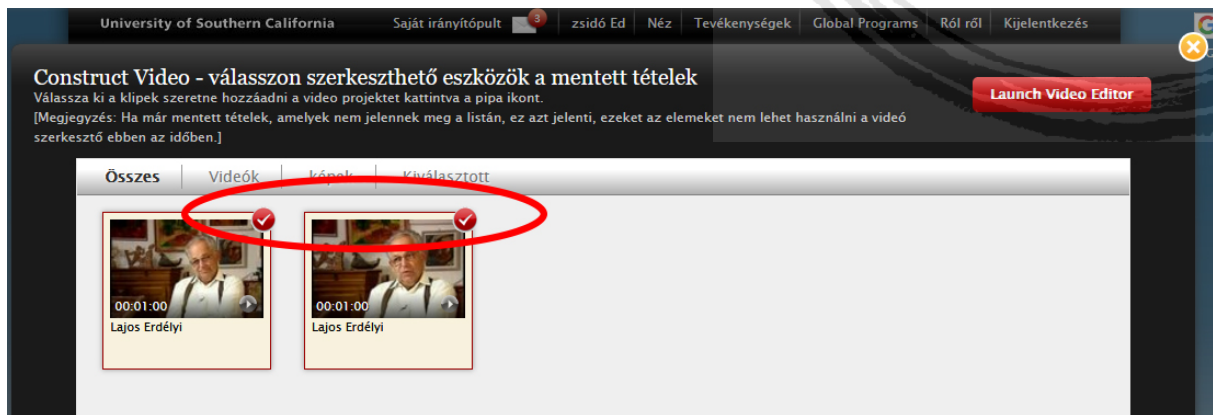 University of Southern California Saját irányítópult 3 zsidó Ed Néz Tevékenységek Global Programs Ról ről Kijelentkezés
Construct Video - válasszon szerkeszthető eszközök a mentett tételek
Válassza ki a klipek szeretne hozzáadni a video projektet kattintva a pipa ikont.
[Megjegyzés: Ha már mentett tételek, amelyek nem jelennek meg a listán, ez azt jelenti, ezeket az elemeket nem lehet használni a videó
szerkesztő ebben az időben.]
Launch Video Editor
Összes Videók képek Kiválasztott
00:01:00 00:01:00
Lajos Erdélyi Lajos Erdélyi